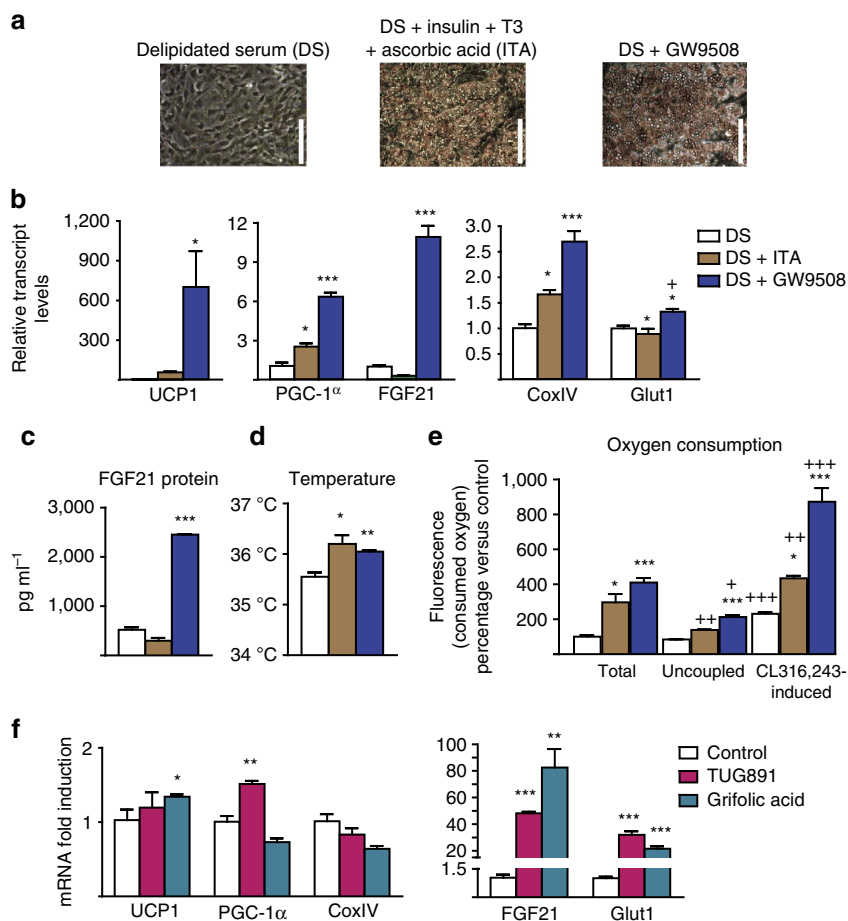 a
Delipidated serum (DS)
DS + insulin + T3
+ ascorbic acid (ITA)
DS + GW9508
b
Relative transcript
levels
1,200
900
600
300
*
UCP1
12
9
6
3
*
***
***
PGC-1α
FGF21
3.0
2.5
2.0
1.5
1.0
0.5
*
***
*
+
*
CoxIV
Glut1
DS
DS + ITA
DS + GW9508
c
FGF21 protein
pg ml−1
3,000
2,000
1,000
***
d
Temperature
37 °C
36 °C
35 °C
34 °C
*
**
e
Oxygen consumption
Fluorescence
(consumed oxygen)
percentage versus control
1,000
800
600
400
200
*
***
++
+
***
+++
++
*
+++
***
Total
Uncoupled
CL316,243-
induced
f
mRNA fold induction
2
1
*
**
UCP1
PGC-1α
CoxIV
100
80
60
40
20
1.5
***
**
***
***
FGF21
Glut1
Control
TUG891
Grifolic acid